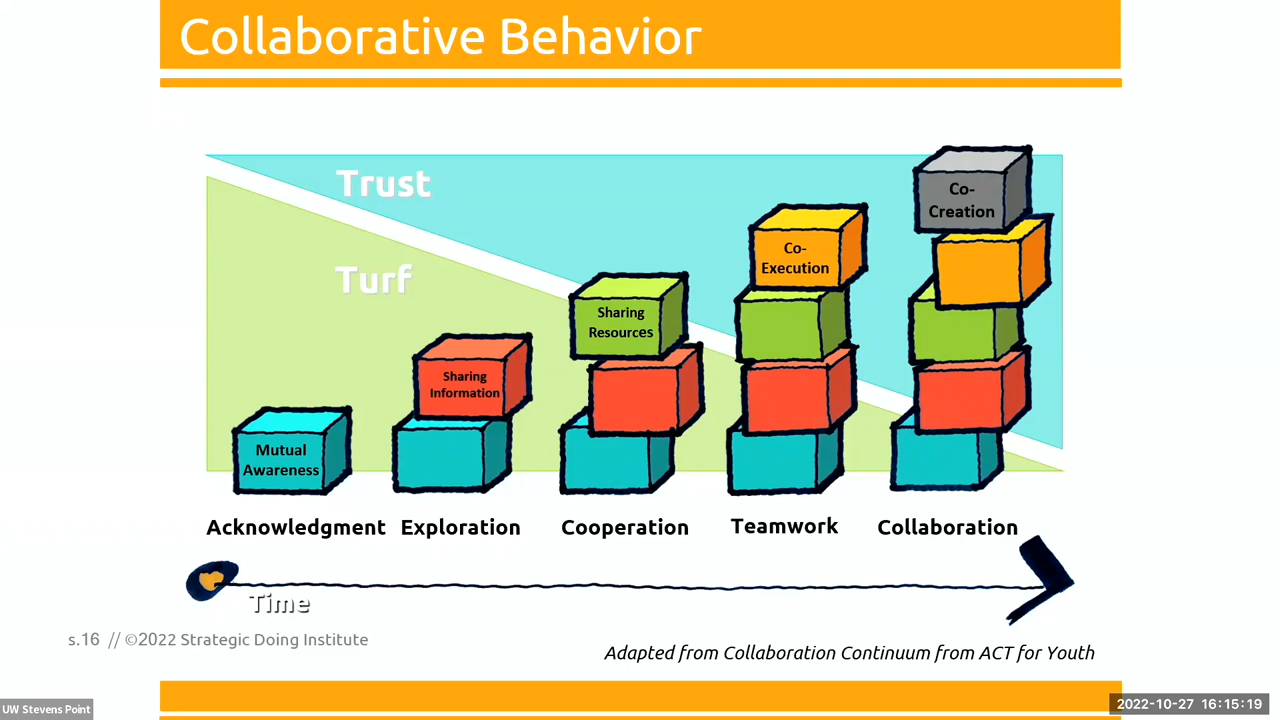 Collaborative Behavior
Trust
Turf
Co-
Creation
Co-
Execution
Sharing
Resources
Sharing
Information
Mutual
Awareness
Acknowledgment
Exploration
Cooperation
Teamwork
Collaboration
Time
s.16 // ©2022 Strategic Doing Institute
Adapted from Collaboration Continuum from ACT for Youth
UW Stevens Point
2022-10-27 16:15:19